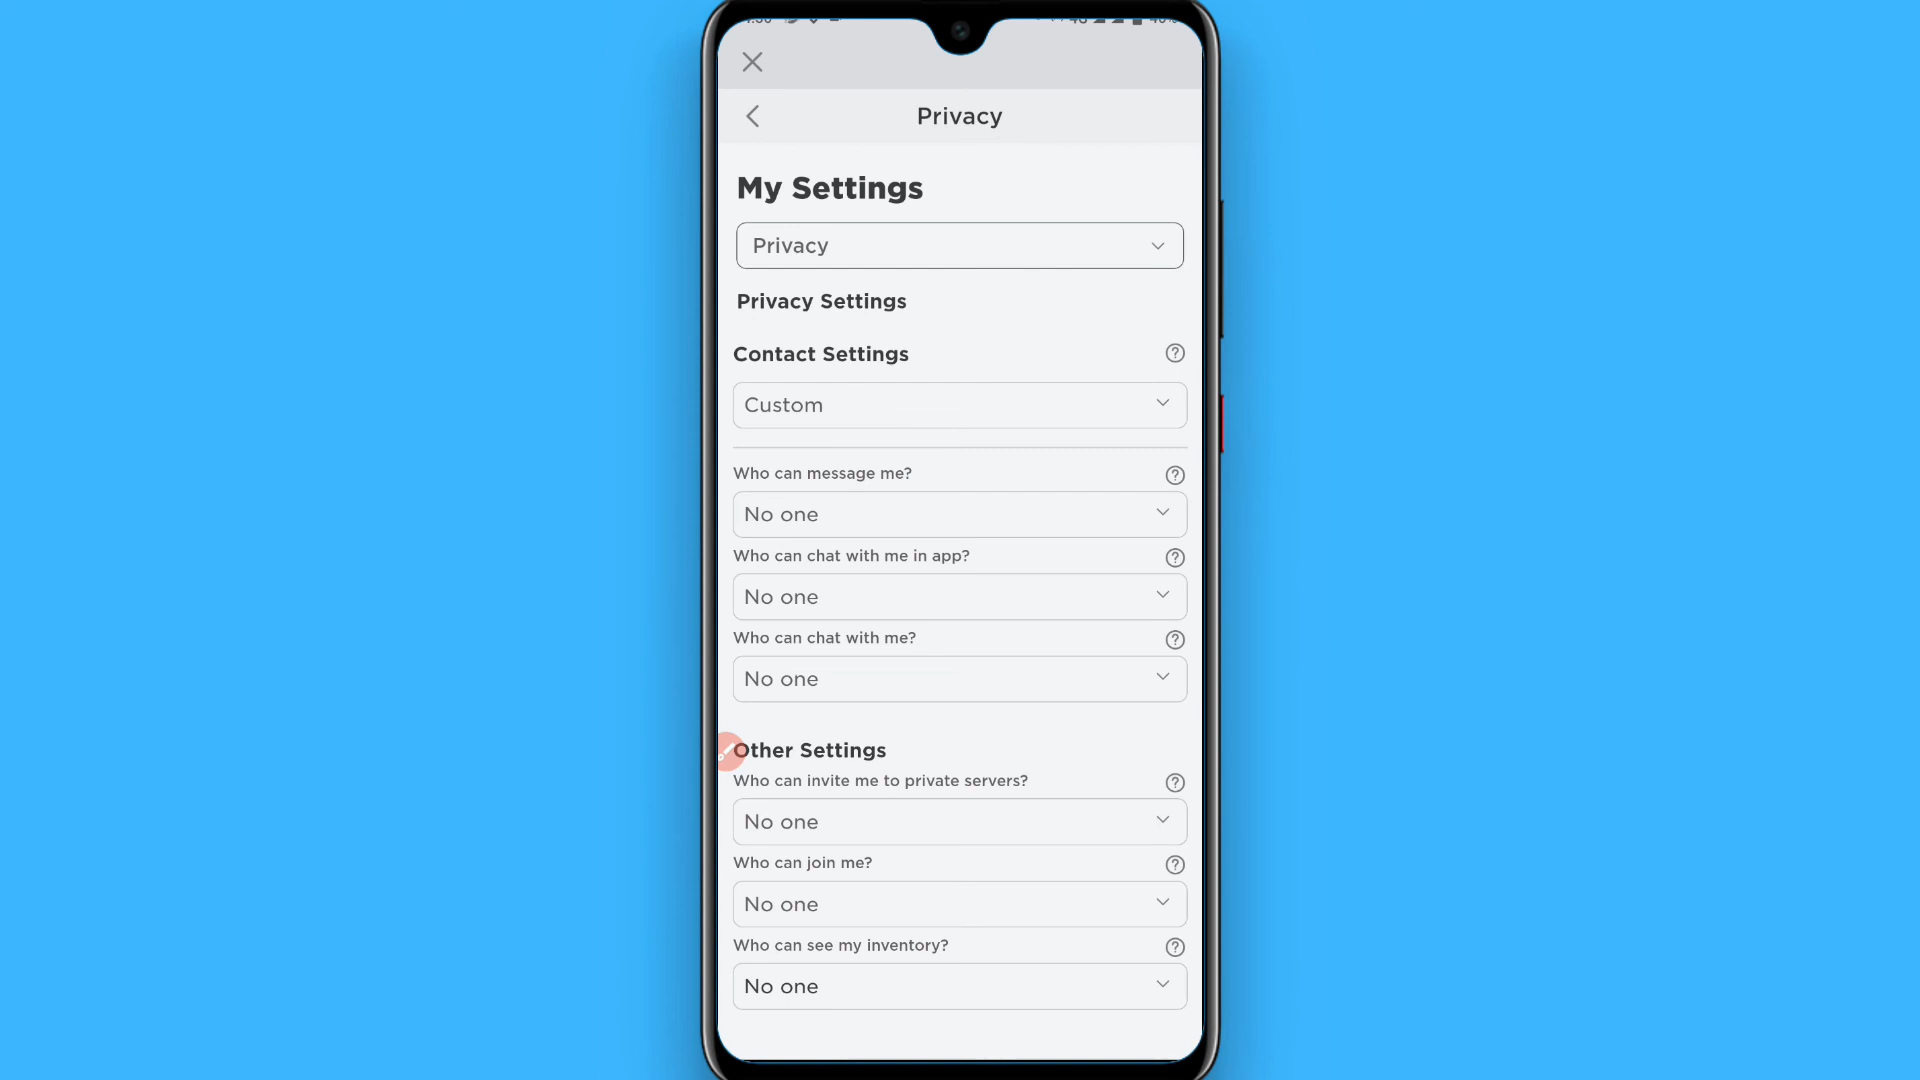 Privacy
My Settings
Privacy
Privacy Settings
Contact Settings
Custom
Who can message me?
No one
Who can chat with me in app?
No one
Who can chat with me?
No one
Other Settings
Who can invite me to private servers?
No one
Who can join me?
No one
Who can see my inventory?
No one